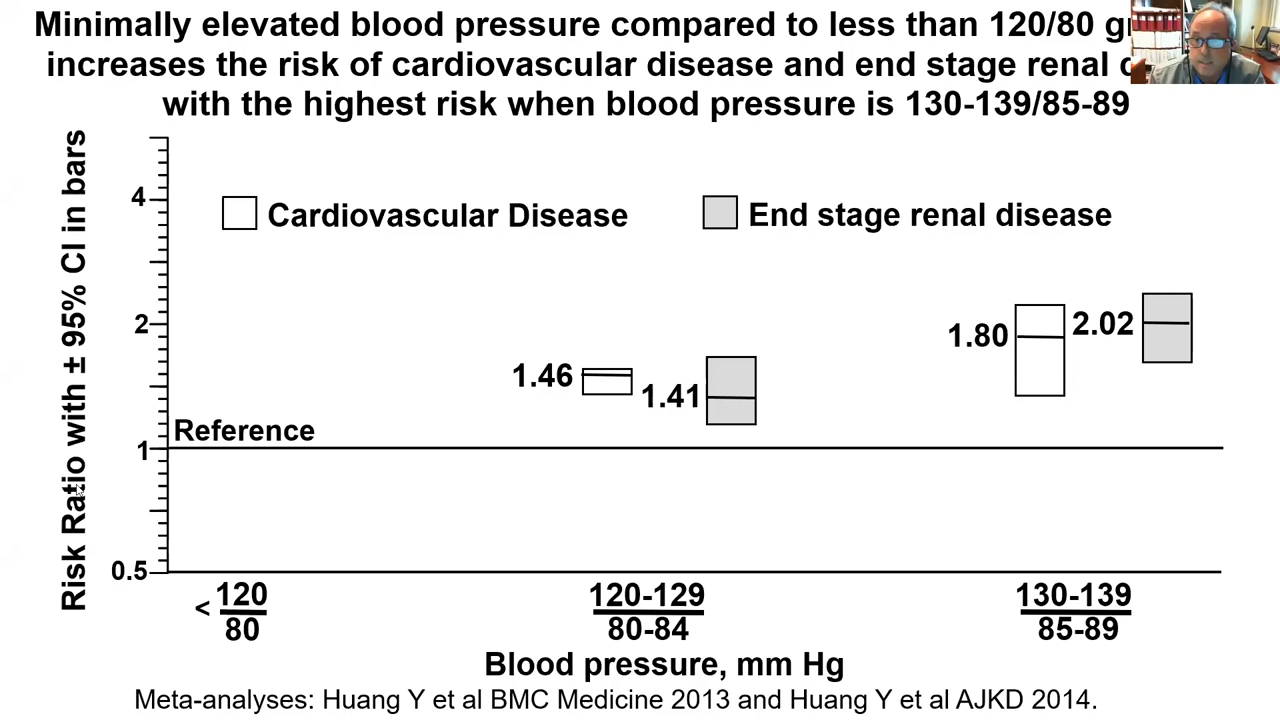 Minimally elevated blood pressure compared to less than 120/80
increases the risk of cardiovascular disease and end stage renal
with the highest risk when blood pressure is 130-139/85-89
Risk Ratio with ± 95% CI in bars
4
2
1
0.5
Cardiovascular Disease
End stage renal disease
1.80
2.02
1.46
1.41
Reference
< 120
80
120-129
80-84
130-139
85-89
Blood pressure, mm Hg
Meta-analyses: Huang Y et al BMC Medicine 2013 and Huang Y et al AJKD 2014.